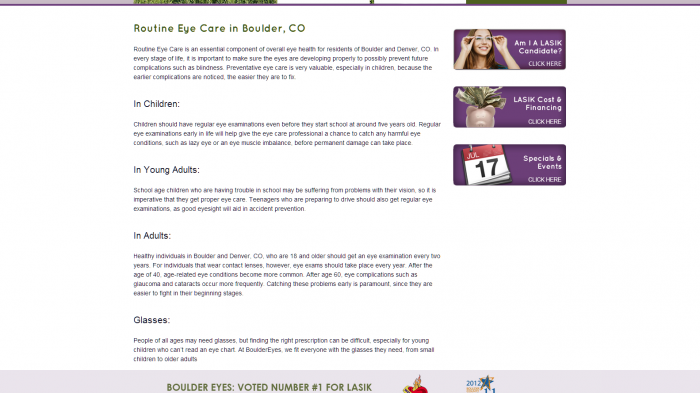 Routine Eye Care in Boulder, CO
Routine Eye Care is an essential component of overall eye health for residents of Boulder and Denver, CO. In
every stage of life, it is important to make sure the eyes are developing property to possibly prevent future
complications such as blindness. Preventative eye care is very valuable, especially in children, because the
earlier complications are noticed, the easier they are to fix.
In Children:
Children should have regular eye examinations even before they start school at around five years old. Regular
eye examinations early in life will help give the eye care professional a chance to catch any harmful eye
conditions, such as lazy eye or an eye muscle imbalance, before permanent damage can take place.
In Young Adults:
School age children who are having trouble in school may be suffering from problems with their vision, so it is
imperative that they get proper eye care. Teenagers who are preparing to drive should also get regular eye
examinations, as good eyesight will aid in accident prevention.
In Adults:
Healthy individuals in Boulder and Denver, CO, who are 18 and older should get an eye examination every two
years. For individuals that wear contact lenses, however, eye exams should take place every year. After the
age of 40, age-related eye conditions become more common. After age 60, eye complications such as
glaucoma and cataracts occur more frequently. Catching these problems early is paramount, since they are
easier to fight in their beginning stages.
Glasses:
People of all ages may need glasses, but finding the right prescription can be difficult, especially for young
children who can't read an eye chart. At BoulderEyes, we fit everyone with the glasses they need, from small
children to older adults
Am I A LASIK
Candidate?
CLICK HERE
LASIK Cost &
Financing
CLICK HERE
JUL
17
Specials &
Events
CLICK HERE
BOULDER EYES: VOTED NUMBER #1 FOR LASIK
2012